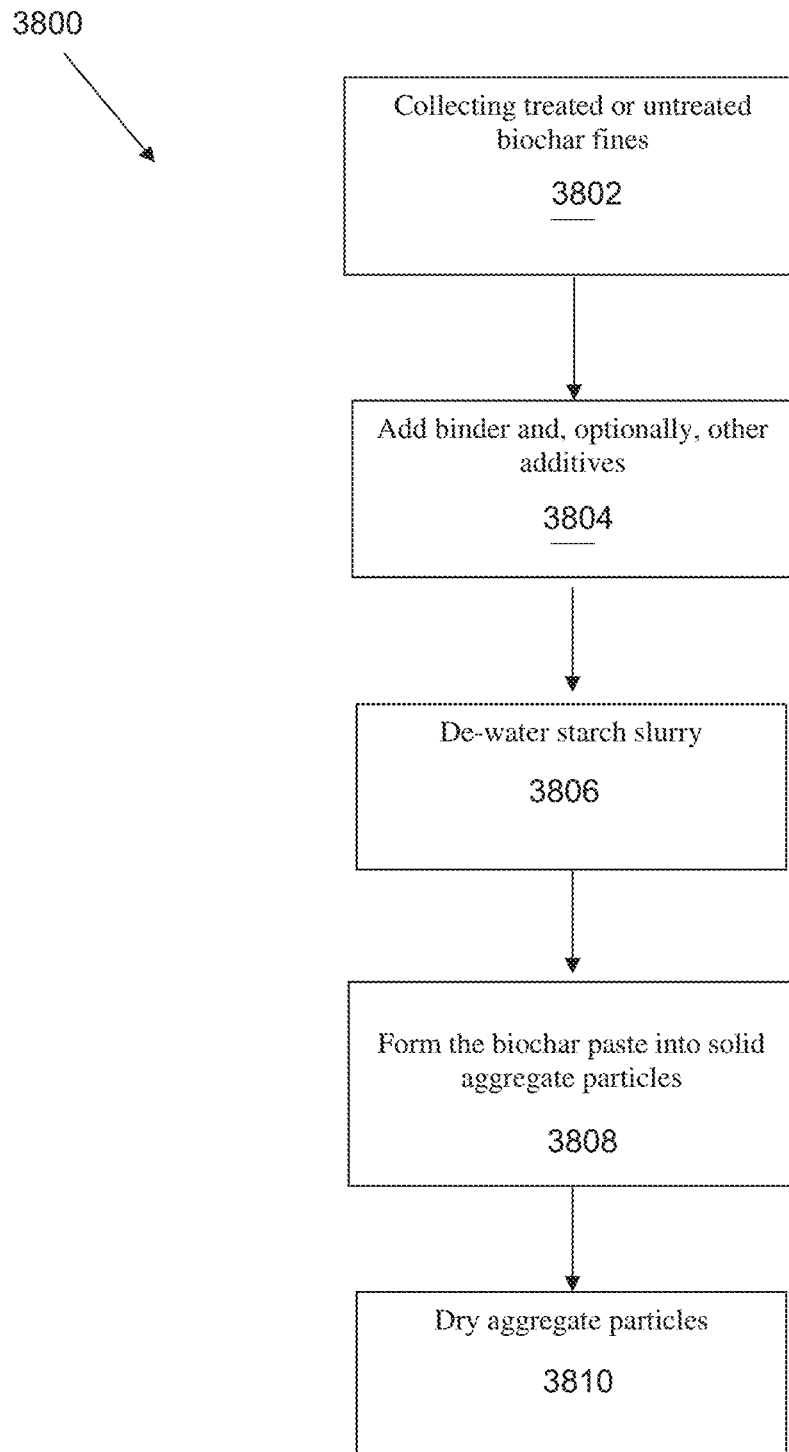 3800
Collecting treated or untreated
biochar fines
3802
Add binder and, optionally, other
additives
3804
De-water starch slurry
3806
Form the biochar paste into solid
aggregate particles
3808
Dry aggregate particles
3810